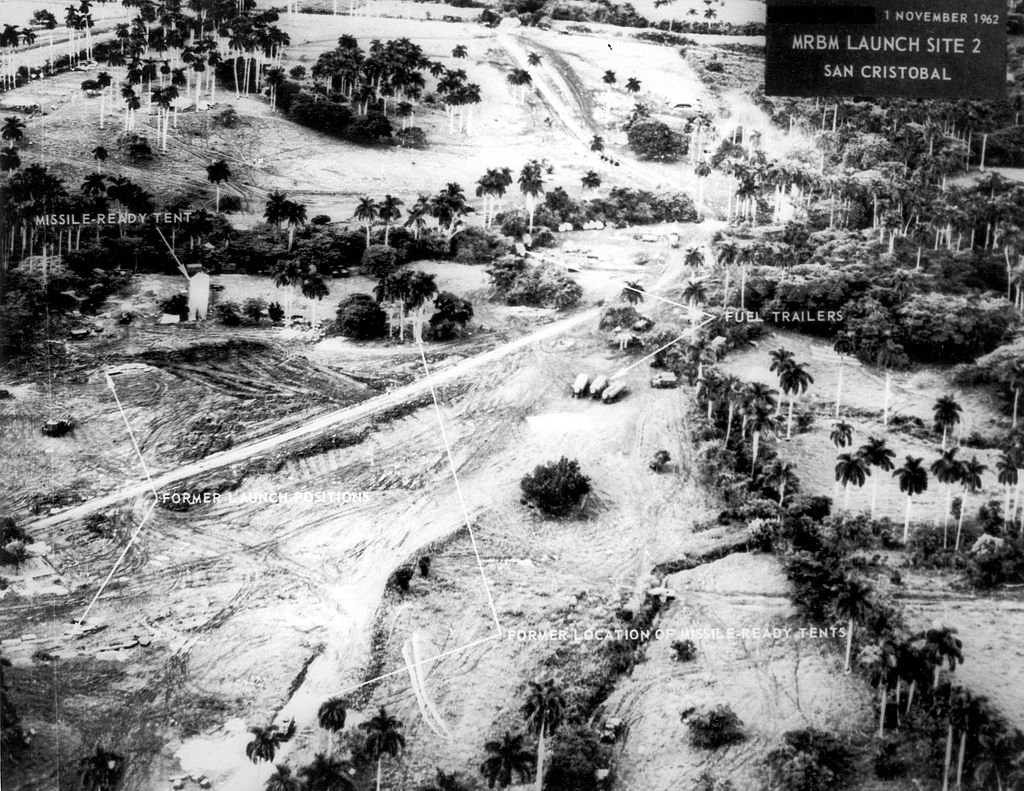 1 NOVEMBER 1962
MRBM LAUNCH SITE 2
SAN CRISTOBAL
MISSILE-READY TENT
FUEL TRAILERS
FORMER LAUNCH POSITIONS
FORMER LOCATION OF MISSILE-READY TENTS